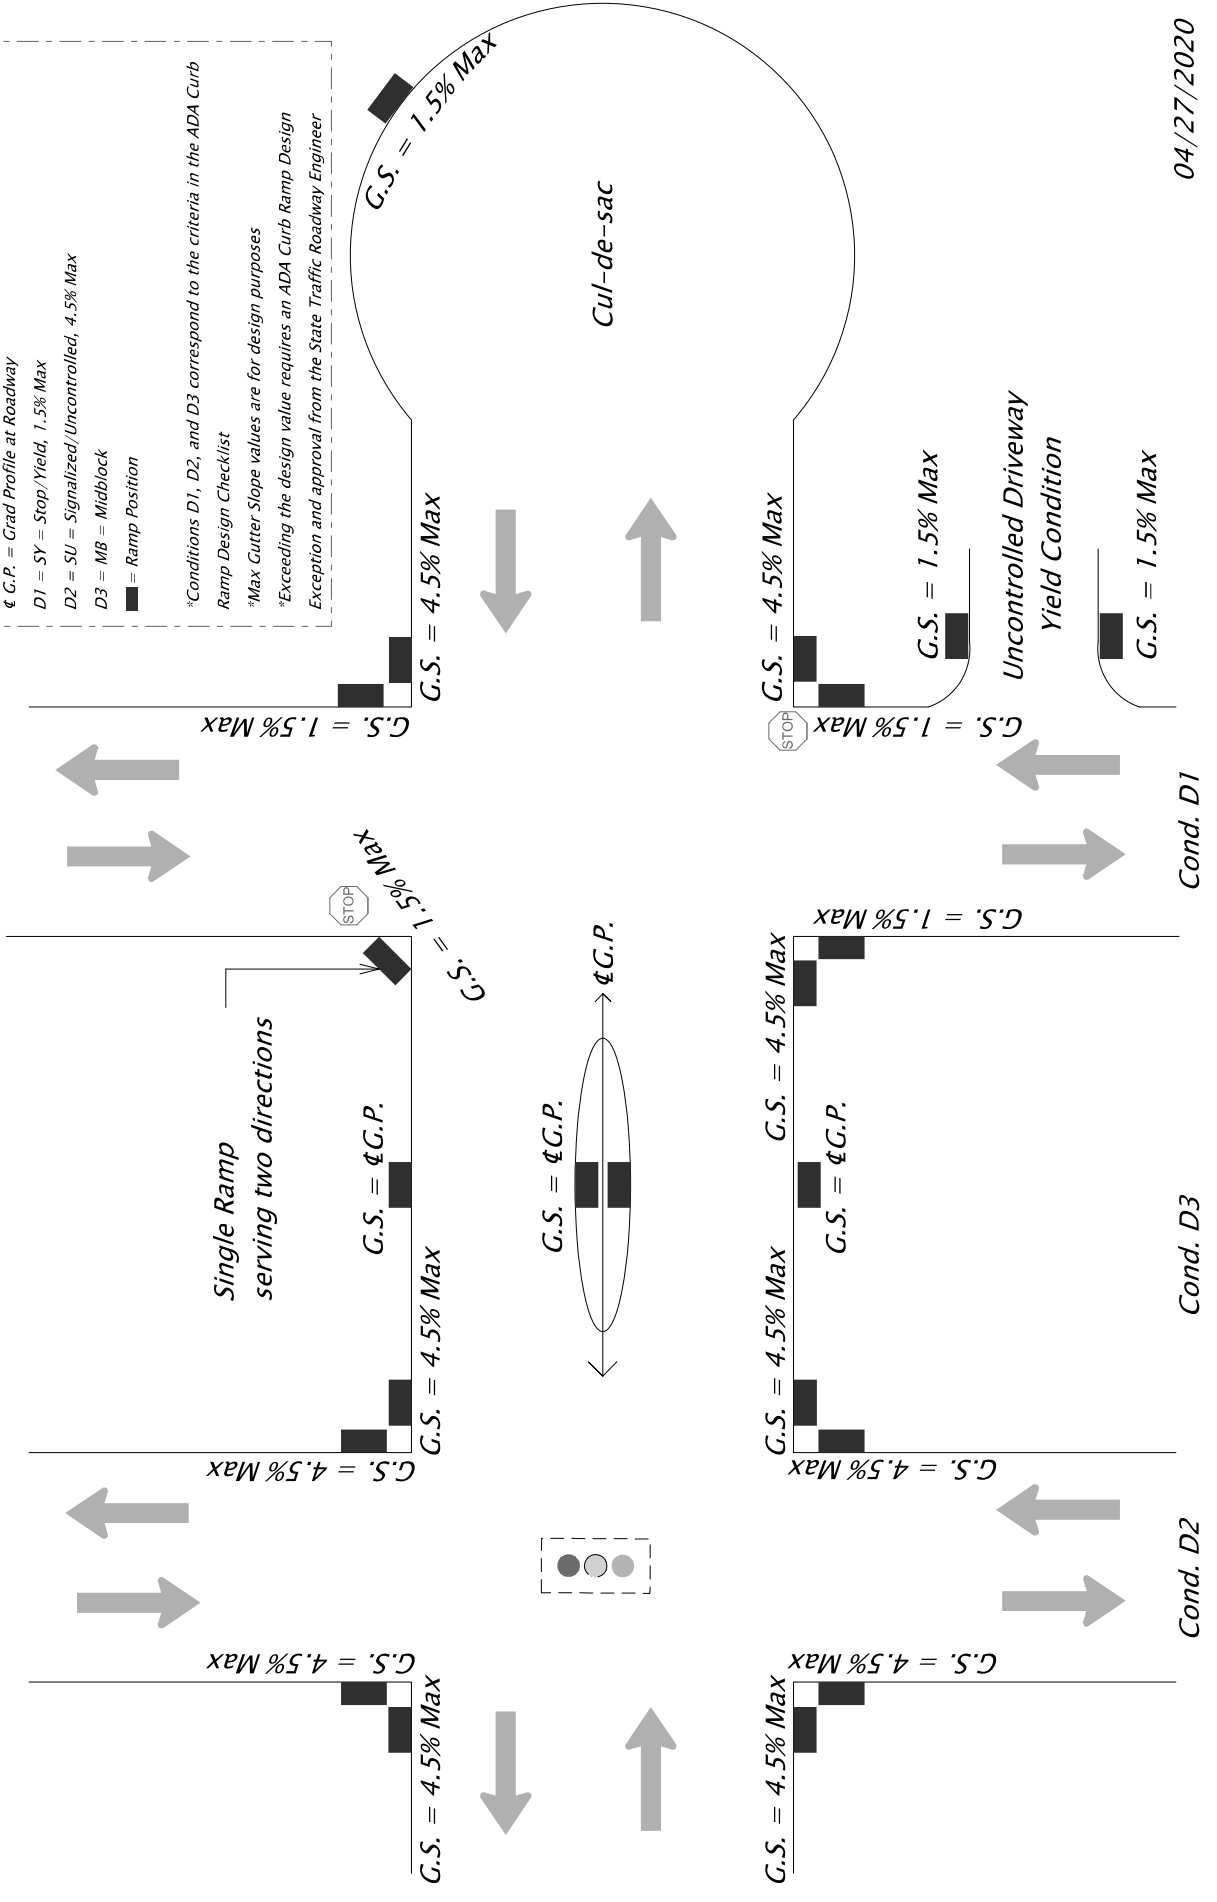 ℄ G.P. = Grad Profile at Roadway
D1 = SY = Stop/Yield, 1.5% Max
D2 = SU = Signalized/Uncontrolled, 4.5% Max
D3 = MB = Midblock
= Ramp Position
*Conditions D1, D2, and D3 correspond to the criteria in the ADA Curb
Ramp Design Checklist
*Max Gutter Slope values are for design purposes
*Exceeding the design value requires an ADA Curb Ramp Design
Exception and approval from the State Traffic Roadway Engineer
G.S. = 1.5% Max
Cul-de-sac
04/27/2020
G.S. = 4.5% Max
G.S. = 4.5% Max
G.S. = 1.5% Max
Uncontrolled Driveway
Yield Condition
G.S. = 1.5% Max
G.S. = 1.5% Max
STOP
G.S. = 1.5% Max
Cond. D1
STOP
G.S. = 1.5% Max
G.S. = 1.5% Max
Single Ramp
serving two directions
℄G.P.
G.S. = 4.5% Max
G.S. = ℄G.P.
G.S. = ℄G.P.
G.S. = ℄G.P.
Cond. D3
G.S. = 4.5% Max
G.S. = 4.5% Max
G.S. = 4.5% Max
G.S. = 4.5% Max
Cond. D2
G.S. = 4.5% Max
G.S. = 4.5% Max
G.S. = 4.5% Max
G.S. = 4.5% Max